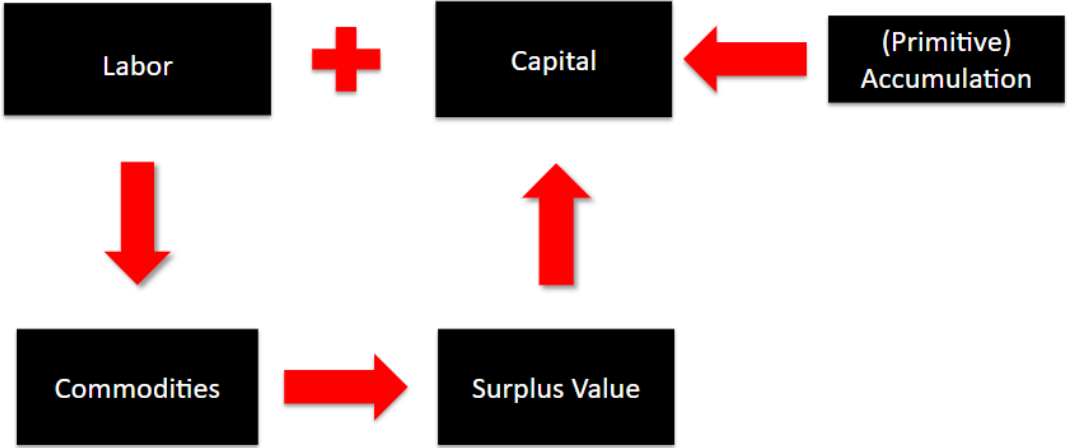 Labor
Capital
(Primitive)
Accumulation
Commodities
Surplus Value